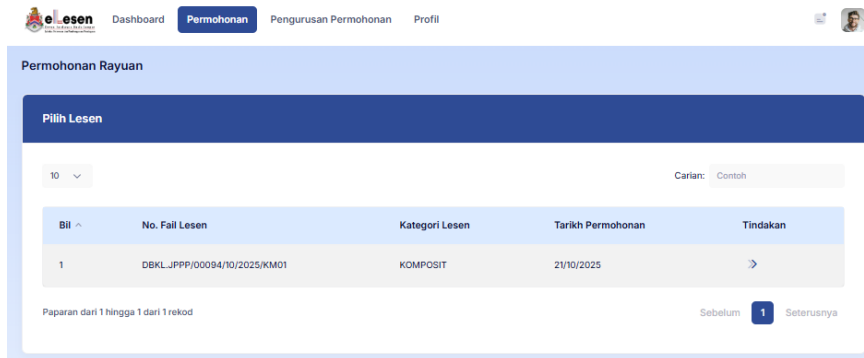 eLesen Dashboard Permohonan Pengurusan Permohonan Profil
Permohonan Rayuan
Pilih Lesen
10 Carian: Contoh
Bil No. Fail Lesen Kategori Lesen Tarikh Permohonan Tindakan
1 DBKL.JPPP/00094/10/2025/KM01 KOMPOSIT 21/10/2025
Paparan dari 1 hingga 1 dari 1 rekod Sebelum 1 Seterusnya